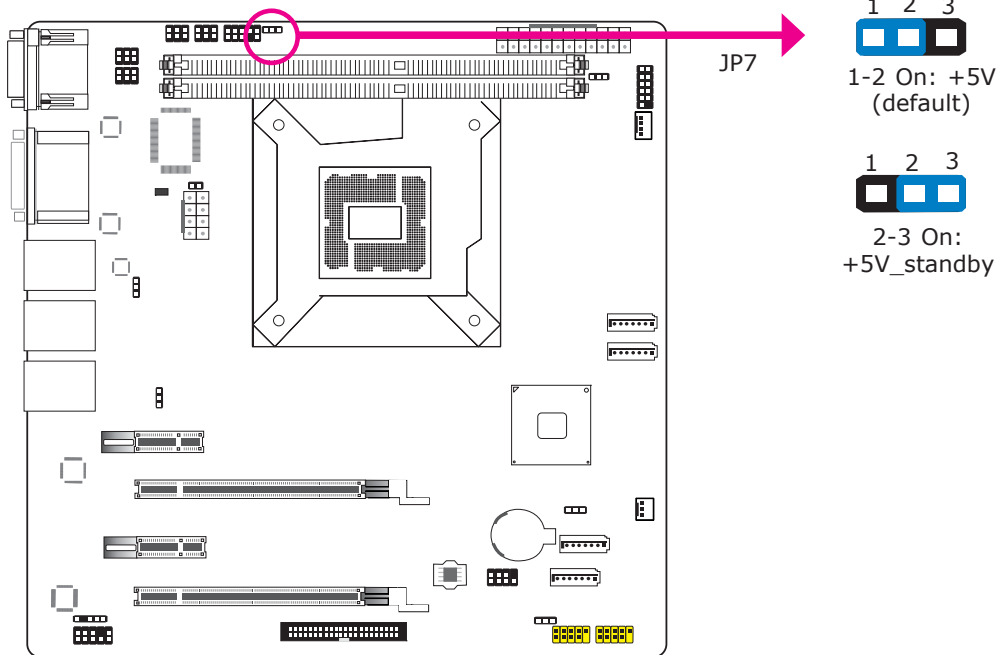 1 2 3
JP7
1-2 On: +5V
(default)
1 2 3
2-3 On:
+5V_standby